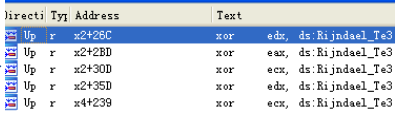 Directi Typ Address Text
Up r x2+26C xor edx, ds:Rijndael_Te3
Up r x2+2BD xor eax, ds:Rijndael_Te3
Up r x2+30D xor ecx, ds:Rijndael_Te3
Up r x2+35D xor edx, ds:Rijndael_Te3
Up r x4+239 xor ecx, ds:Rijndael_Te3